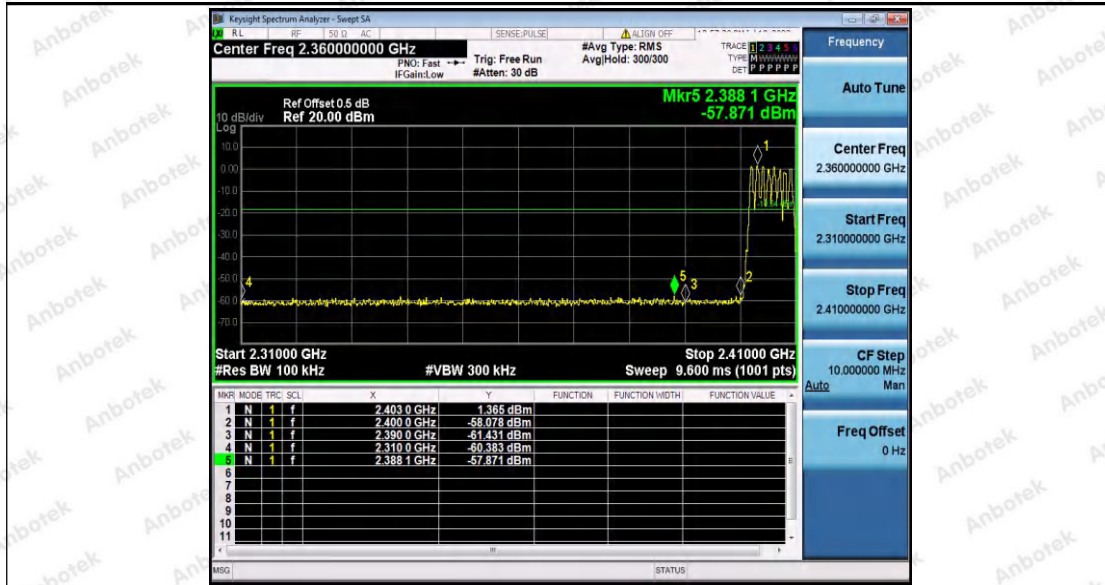 Keysight Spectrum Analyzer - Swept SA
RL RF 50 Ω AC SENSE:PULSE ALIGN OFF
Center Freq 2.360000000 GHz
PNO: Fast
IFGain:Low
Trig: Free Run
#Atten: 30 dB
#Avg Type: RMS
Avg|Hold: 300/300
TRACE 1 2 3 4 5 6
TYPE M W W W W W
DET P P P P P P
Frequency
Auto Tune
Center Freq
2.360000000 GHz
Start Freq
2.310000000 GHz
Stop Freq
2.410000000 GHz
CF Step
10.000000 MHz
Auto Man
Freq Offset
0 Hz
Mkr5 2.388 1 GHz
-57.871 dBm
Ref Offset 0.5 dB
10 dB/div Ref 20.00 dBm
Log
10.0
0.00
-10.0
-20.0
-30.0
-40.0
-50.0
-60.0
-70.0
1
2
3
4
5
Start 2.31000 GHz Stop 2.41000 GHz
#Res BW 100 kHz #VBW 300 kHz Sweep 9.600 ms (1001 pts)
MKR MODE TRC SCL X Y FUNCTION FUNCTION WIDTH FUNCTION VALUE
1 N 1 f 2.403 0 GHz 1.365 dBm
2 N 1 f 2.400 0 GHz -58.078 dBm
3 N 1 f 2.390 0 GHz -61.431 dBm
4 N 1 f 2.310 0 GHz -60.383 dBm
5 N 1 f 2.388 1 GHz -57.871 dBm
6
7
8
9
10
11
MSG STATUS
Anbotek